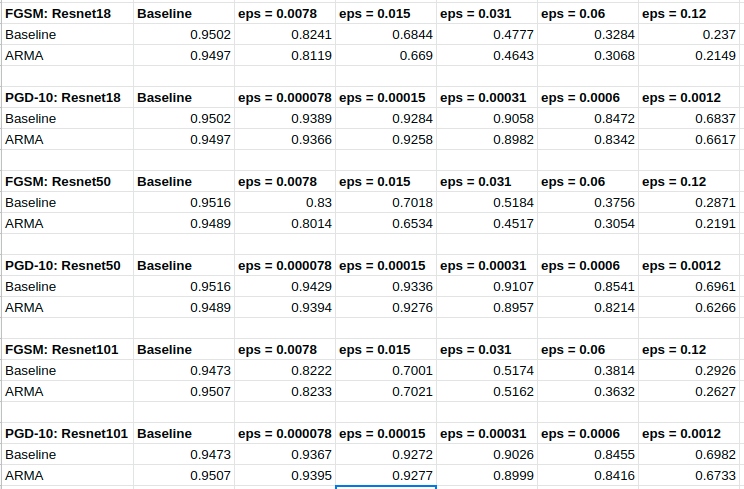 FGSM: Resnet18 Baseline eps = 0.0078 eps = 0.015 eps = 0.031 eps = 0.06 eps = 0.12
Baseline 0.9502 0.8241 0.6844 0.4777 0.3284 0.237
ARMA 0.9497 0.8119 0.669 0.4643 0.3068 0.2149
PGD-10: Resnet18 Baseline eps = 0.000078 eps = 0.00015 eps = 0.00031 eps = 0.0006 eps = 0.0012
Baseline 0.9502 0.9389 0.9284 0.9058 0.8472 0.6837
ARMA 0.9497 0.9366 0.9258 0.8982 0.8342 0.6617
FGSM: Resnet50 Baseline eps = 0.0078 eps = 0.015 eps = 0.031 eps = 0.06 eps = 0.12
Baseline 0.9516 0.83 0.7018 0.5184 0.3756 0.2871
ARMA 0.9489 0.8014 0.6534 0.4517 0.3054 0.2191
PGD-10: Resnet50 Baseline eps = 0.000078 eps = 0.00015 eps = 0.00031 eps = 0.0006 eps = 0.0012
Baseline 0.9516 0.9429 0.9336 0.9107 0.8541 0.6961
ARMA 0.9489 0.9394 0.9276 0.8957 0.8214 0.6266
FGSM: Resnet101 Baseline eps = 0.0078 eps = 0.015 eps = 0.031 eps = 0.06 eps = 0.12
Baseline 0.9473 0.8222 0.7001 0.5174 0.3814 0.2926
ARMA 0.9507 0.8233 0.7021 0.5162 0.3632 0.2627
PGD-10: Resnet101 Baseline eps = 0.000078 eps = 0.00015 eps = 0.00031 eps = 0.0006 eps = 0.0012
Baseline 0.9473 0.9367 0.9272 0.9026 0.8455 0.6982
ARMA 0.9507 0.9395 0.9277 0.8999 0.8416 0.6733